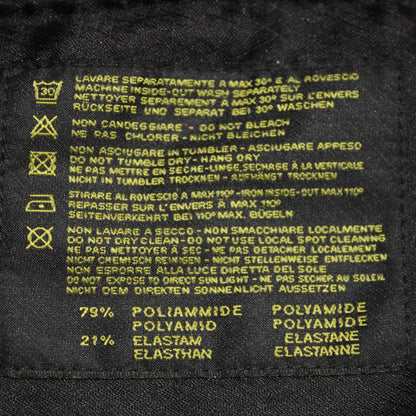 30
LAVARE SEPARATAMENTE A MAX 30° E AL ROVESCIO
MACHINE INSIDE-OUT WASH SEPARATELY
NETTOYER SEPAREMENT A MAX 30° SUR L'ENVERS
RÜCKSEITE UND SEPARAT BEI 30° WASCHEN
NON CANDEGGIARE - DO NOT BLEACH
NE PAS CHLORER - NICHT BLEICHEN
NON ASCIUGARE IN TUMBLER - ASCIUGARE APPESO
DO NOT TUMBLE DRY - HANG DRY
NE PAS METTRE EN SECHE-LINGE, SECHAGE A LA VERTICALE
NICHT IN TUMBLER TROCKNEN - AUFHÄNGT TROCKNEN
STIRARE AL ROVESCIO A MAX 110° - IRON INSIDE-OUT MAX 110°
REPASSER SUR L'ENVERS À MAX 110°
SEITENVERKEHRT BEI 110° MAX. BÜGELN
NON LAVARE A SECCO - NON SMACCHIARE LOCALMENTE
DO NOT DRY CLEAN - DO NOT USE LOCAL SPOT CLEANING
NE PAS NETTOYER À SEC - NE PAS DETACHER LOCALEMENT
NICHT CHEMISCH REINIGEN - NICHT STELLENWEISE ENTFLECKEN
NON ESPORRE ALLA LUCE DIRETTA DEL SOLE
DO NOT EXPOSE TO DIRECT SUN LIGHT - NE PAS SECHER AU SOLEIL
NICHT DEM DIREKTEN SONNENLICHT AUSSETZEN
79% POLIAMMIDE POLYAMIDE
POLYAMID POLYAMIDE
21% ELASTAM ELASTANE
ELASTHAN ELASTANNE